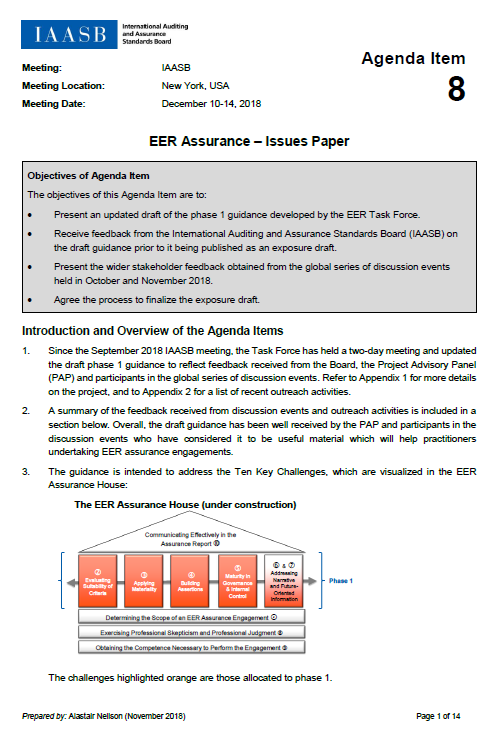 IAASB
International Auditing
and Assurance
Standards Board
Agenda Item
8
Meeting: IAASB
Meeting Location: New York, USA
Meeting Date: December 10-14, 2018
EER Assurance – Issues Paper
Objectives of Agenda Item
The objectives of this Agenda Item are to:
• Present an updated draft of the phase 1 guidance developed by the EER Task Force.
• Receive feedback from the International Auditing and Assurance Standards Board (IAASB) on
the draft guidance prior to it being published as an exposure draft.
• Present the wider stakeholder feedback obtained from the global series of discussion events
held in October and November 2018.
• Agree the process to finalize the exposure draft.
Introduction and Overview of the Agenda Items
1. Since the September 2018 IAASB meeting, the Task Force has held a two-day meeting and updated
the draft phase 1 guidance to reflect feedback received from the Board, the Project Advisory Panel
(PAP) and participants in the global series of discussion events. Refer to Appendix 1 for more details
on the project, and to Appendix 2 for a list of recent outreach activities.
2. A summary of the feedback received from discussion events and outreach activities is included in a
section below. Overall, the draft guidance has been well received by the PAP and participants in the
discussion events who have considered it to be useful material which will help practitioners
undertaking EER assurance engagements.
3. The guidance is intended to address the Ten Key Challenges, which are visualized in the EER
Assurance House:
The EER Assurance House (under construction)
Communicating Effectively in the
Assurance Report ⑩
②
Evaluating
Suitability of
Criteria
③
Applying
Materiality
④
Building
Assertions
⑤
Maturity in
Governance
& Internal
Control
⑥ & ⑦
Addressing
Narrative
and Future-
Oriented
Information
Phase 1
Determining the Scope of an EER Assurance Engagement ①
Exercising Professional Skepticism and Professional Judgment ⑧
Obtaining the Competence Necessary to Perform the Engagement ⑨
The challenges highlighted orange are those allocated to phase 1.
Prepared by: Alastair Neilson (November 2018)
Page 1 of 14